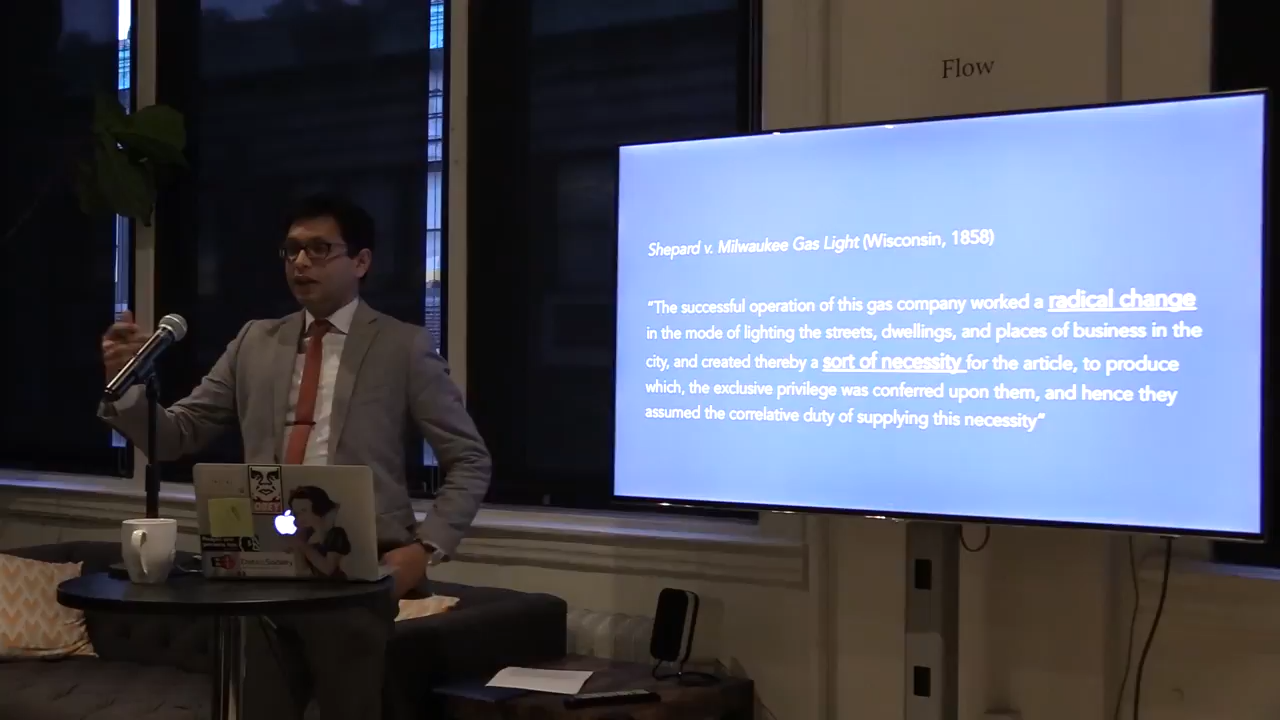 Flow
Shepard v. Milwaukee Gas Light (Wisconsin, 1858)
“The successful operation of this gas company worked a radical change
in the mode of lighting the streets, dwellings, and places of business in the
city, and created thereby a sort of necessity for the article, to produce
which, the exclusive privilege was conferred upon them, and hence they
assumed the correlative duty of supplying this necessity“
OBEY